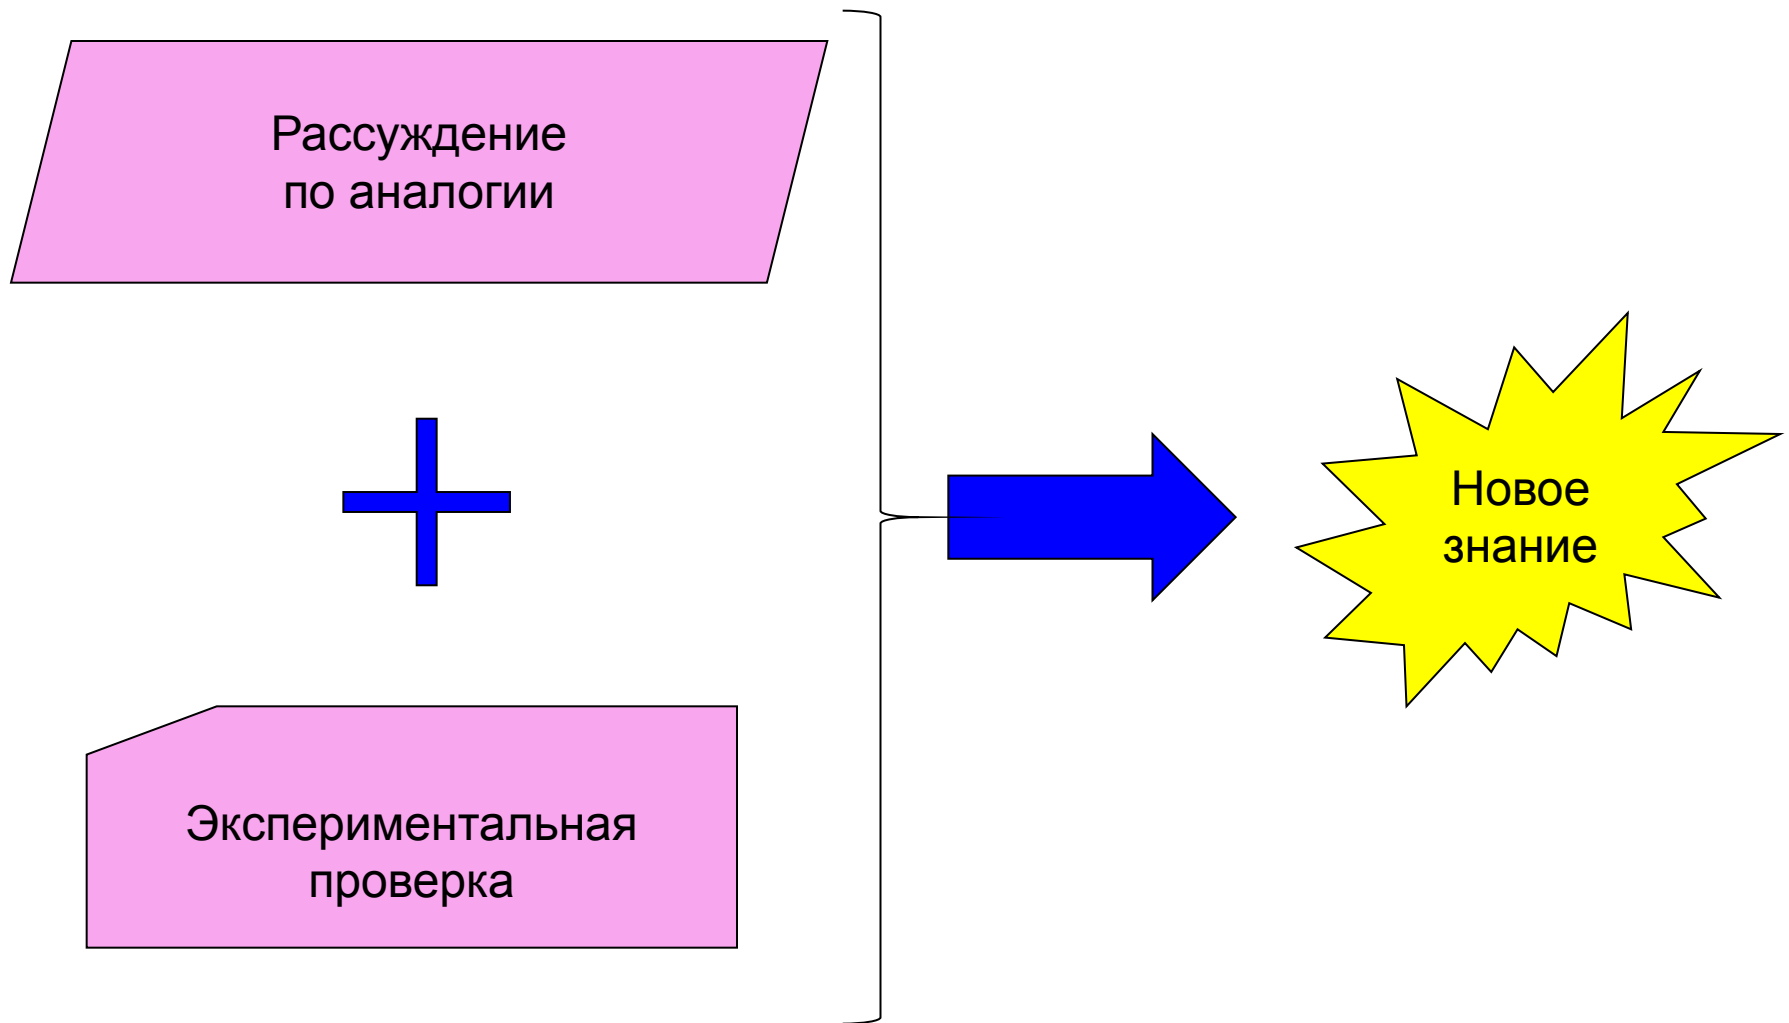 Рассуждение
по аналогии
Новое
знание
Экспериментальная
проверка